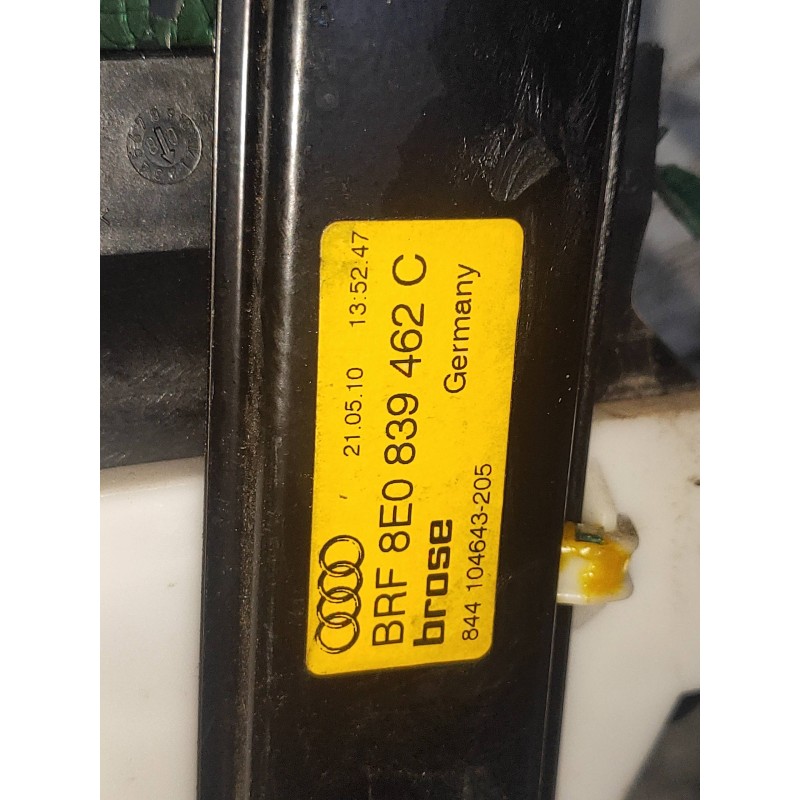 21.05.10 13:52.47
BRF 8E0 839 462 C
brose Germany
844 104643-205